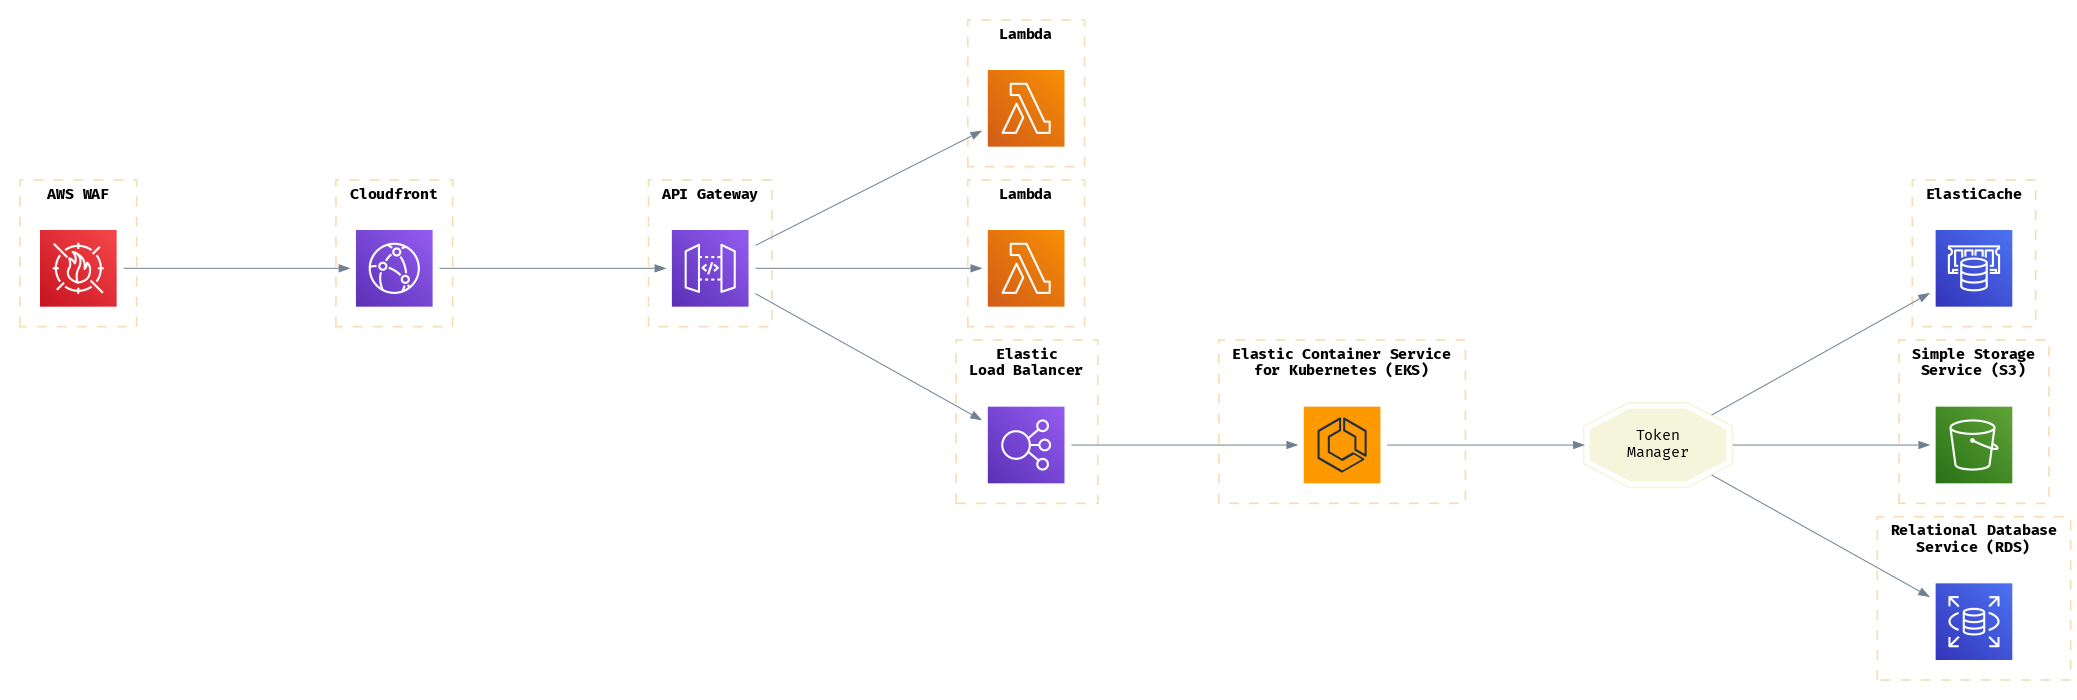 Lambda
AWS WAF
Cloudfront
API Gateway
Lambda
ElastiCache
Elastic
Load Balancer
Elastic Container Service
for Kubernetes (EKS)
Token
Manager
Simple Storage
Service (S3)
Relational Database
Service (RDS)